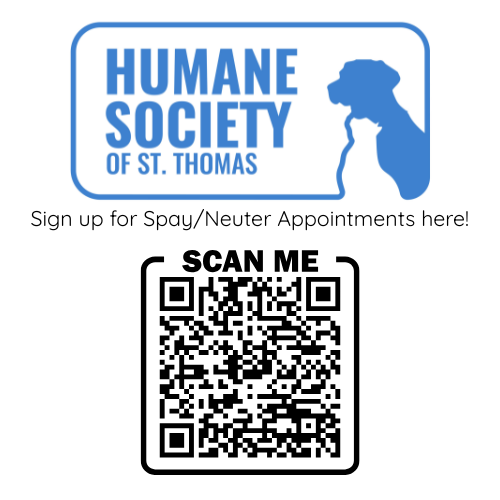 HUMANE
SOCIETY
OF ST. THOMAS
Sign up for Spay/Neuter Appointments here!
SCAN ME